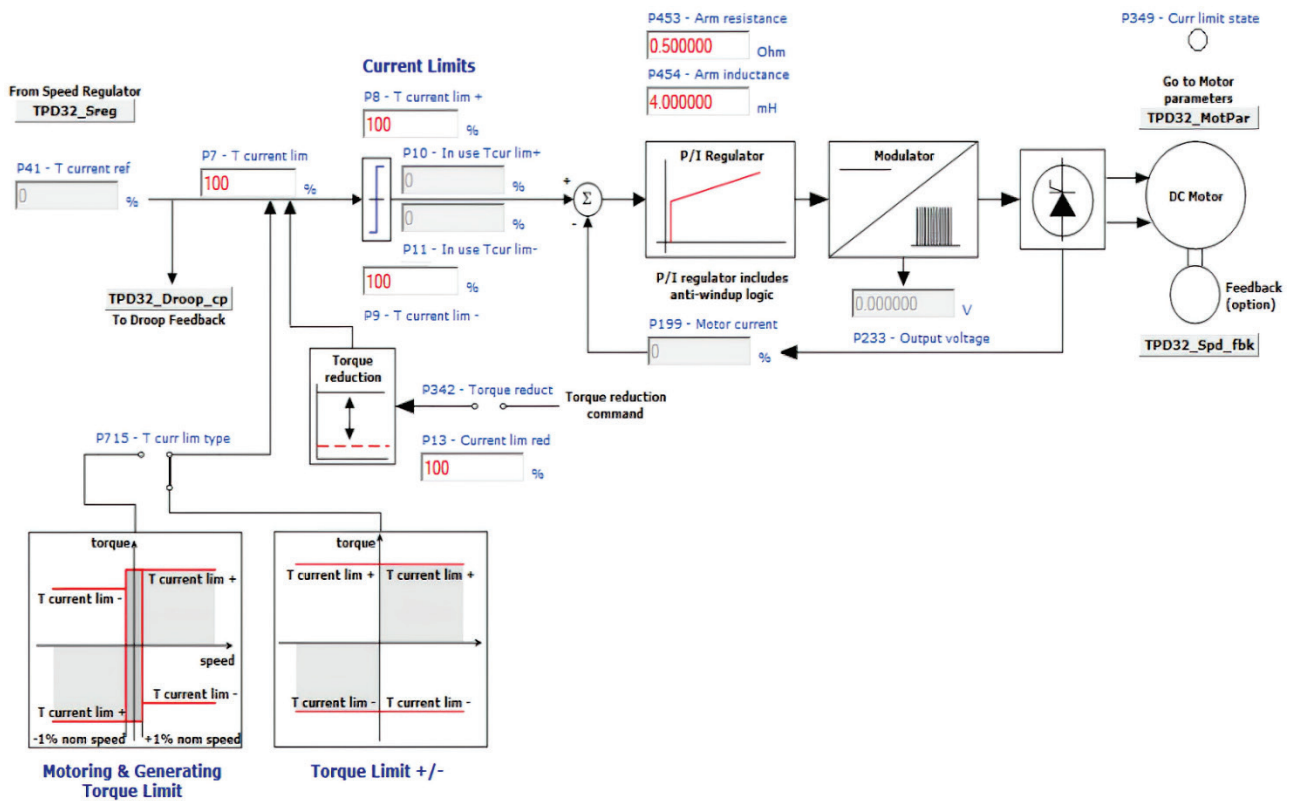 P453 - Arm resistance
0.500000
Ohm
P454 - Arm inductance
4.000000
mH
P349 - Curr limit state
Go to Motor
parameters
TPD32_MotPar
From Speed Regulator
TPD32_Sreg
Current Limits
P8 - T current lim +
100
%
P41 - T current ref
0
%
P7 - T current lim
100
%
P10 - In use Tcur lim+
0
%
0
%
P11 - In use Tcur lim-
100
%
P9 - T current lim -
+
Σ
-
P/I Regulator
P/I regulator includes
anti-windup logic
Modulator
0.000000
V
P233 - Output voltage
DC Motor
Feedback
(option)
TPD32_Spd_fbk
P199 - Motor current
0
%
TPD32_Droop_cp
To Droop Feedback
Torque
reduction
P342 - Torque reduct
Torque reduction
command
P13 - Current lim red
100
%
P715 - T curr lim type
torque
T current lim +
T current lim -
speed
T current lim -
T current lim +
-1% nom speed
+1% nom speed
Motoring & Generating
Torque Limit
torque
T current lim +
T current lim +
speed
T current lim -
T current lim -
Torque Limit +/-